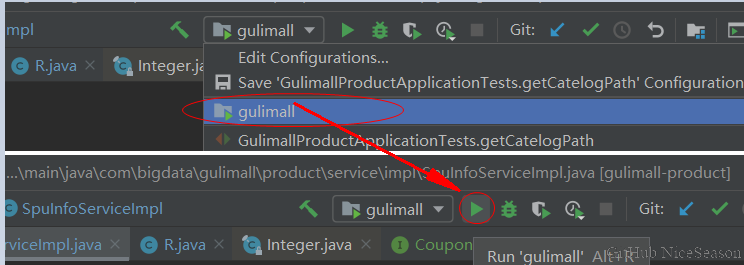 mpl gulimall Git:
Edit Configurations...
R.java Integer.java Save 'GulimallProductApplicationTests.getCatelogPath' Configuration
gulimall
GulimallProductApplicationTests.getCatelogPath
...\main\java\com\bigdata\gulimall\product\service\impl\SpuInfoServiceImpl.java [gulimall-product]
SpuInfoServiceImpl gulimall Git:
rviceImpl.java R.java Integer.java Coupon
Run 'gulimall' Alt+R
GitHub NiceSeason